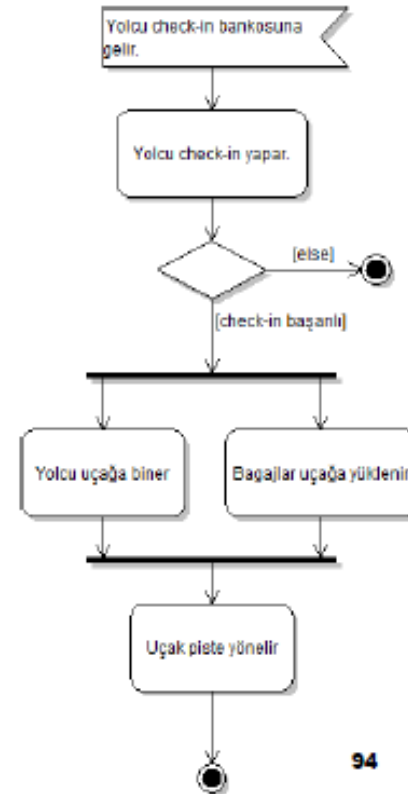 Yolcu check-in bankosuna
gelir.
Yolcu check-in yapar.
[else]
[check-in başarılı]
Yolcu uçağa biner
Bagajlar uçağa yüklenir
Uçak piste yönelir
94